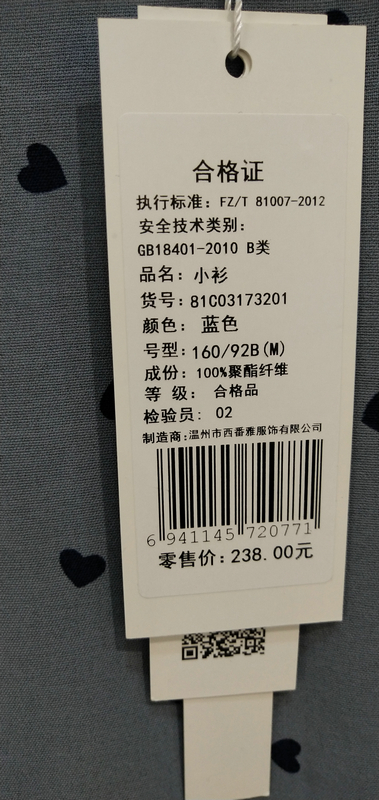 合格证
执行标准: FZ/T 81007-2012
安全技术类别:
GB18401-2010 B类
品名: 小衫
货号: 81C03173201
颜色: 蓝色
号型: 160/92B(M)
成份: 100%聚酯纤维
等 级: 合格品
检验员: 02
制造商:温州市西番雅服饰有限公司
6 941145 720771
零售价: 238.00元